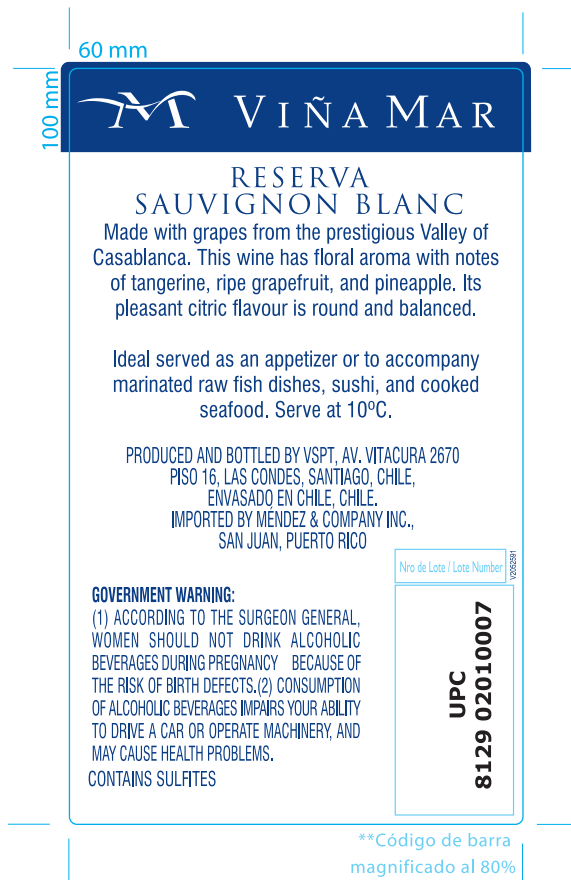 60 mm
100 mm
VIÑA MAR
RESERVA
SAUVIGNON BLANC
Made with grapes from the prestigious Valley of
Casablanca. This wine has floral aroma with notes
of tangerine, ripe grapefruit, and pineapple. Its
pleasant citric flavour is round and balanced.
Ideal served as an appetizer or to accompany
marinated raw fish dishes, sushi, and cooked
seafood. Serve at 10ºC.
PRODUCED AND BOTTLED BY VSPT, AV. VITACURA 2670
PISO 16, LAS CONDES, SANTIAGO, CHILE,
ENVASADO EN CHILE, CHILE.
IMPORTED BY MÉNDEZ & COMPANY INC.,
SAN JUAN, PUERTO RICO
Nro de Lote / Lote Number
V2052591
GOVERNMENT WARNING:
(1) ACCORDING TO THE SURGEON GENERAL,
WOMEN SHOULD NOT DRINK ALCOHOLIC
BEVERAGES DURING PREGNANCY BECAUSE OF
THE RISK OF BIRTH DEFECTS.(2) CONSUMPTION
OF ALCOHOLIC BEVERAGES IMPAIRS YOUR ABILITY
TO DRIVE A CAR OR OPERATE MACHINERY, AND
MAY CAUSE HEALTH PROBLEMS.
CONTAINS SULFITES
UPC
8129 02010007
**Código de barra
magnificado al 80%